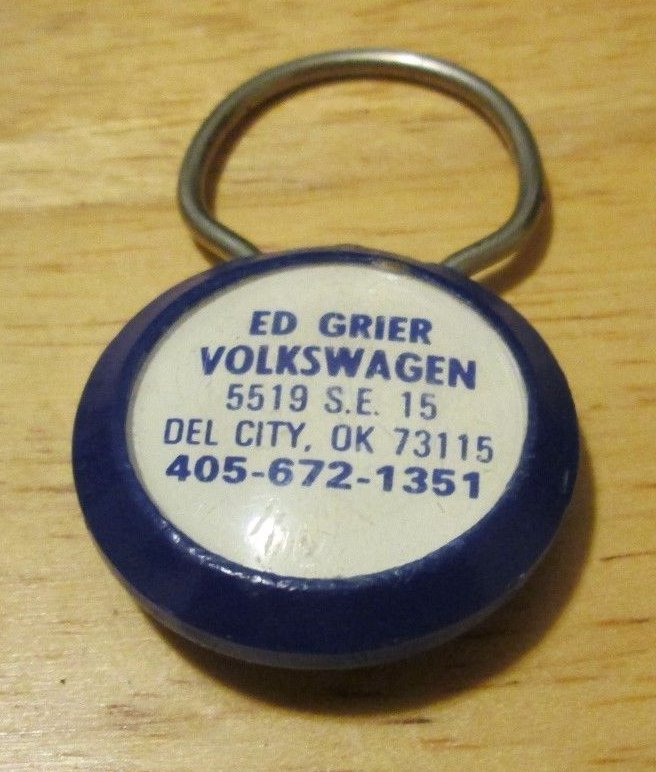 ED GRIER
VOLKSWAGEN
5519 S.E. 15
DEL CITY, OK 73115
405-672-1351